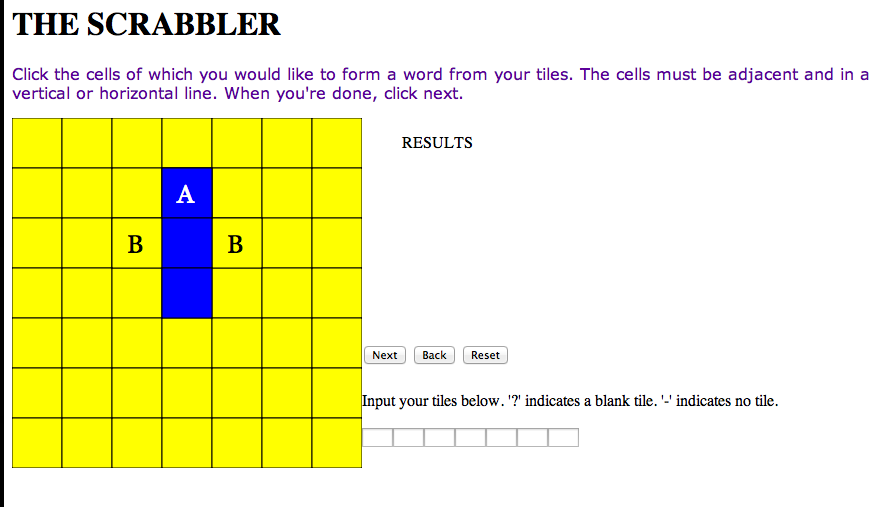 THE SCRABBLER
Click the cells of which you would like to form a word from your tiles. The cells must be adjacent and in a
vertical or horizontal line. When you're done, click next.
RESULTS
A
B B
Next Back Reset
Input your tiles below. '?' indicates a blank tile. '-' indicates no tile.